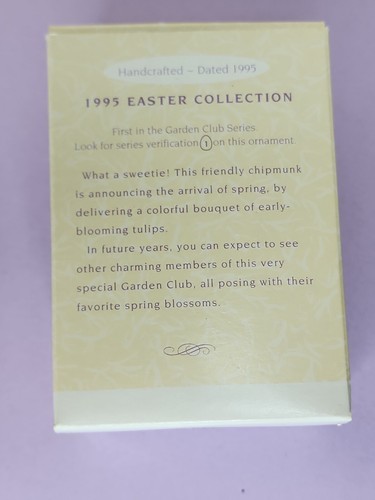 Handcrafted – Dated 1995
1995 EASTER COLLECTION
First in the Garden Club Series
Look for series verification 1 on this ornament
What a sweetie! This friendly chipmunk
is announcing the arrival of spring, by
delivering a colorful bouquet of early-
blooming tulips.
In future years, you can expect to see
other charming members of this very
special Garden Club, all posing with their
favorite spring blossoms.